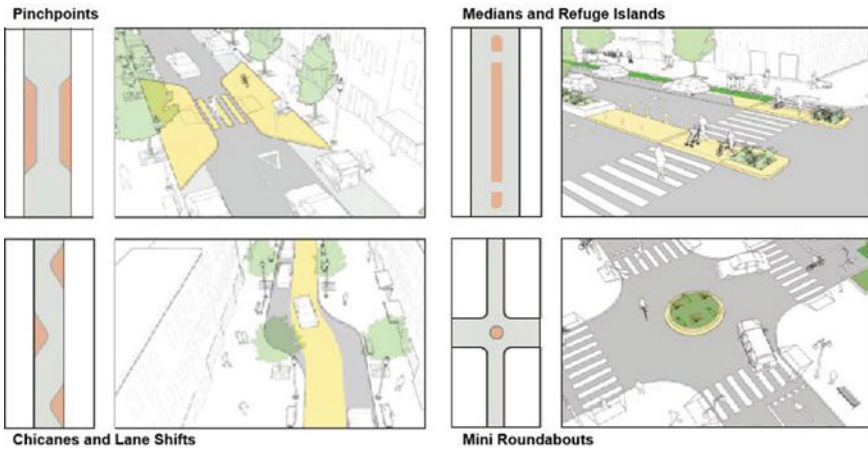 Pinchpoints
Medians and Refuge Islands
Chicanes and Lane Shifts
Mini Roundabouts